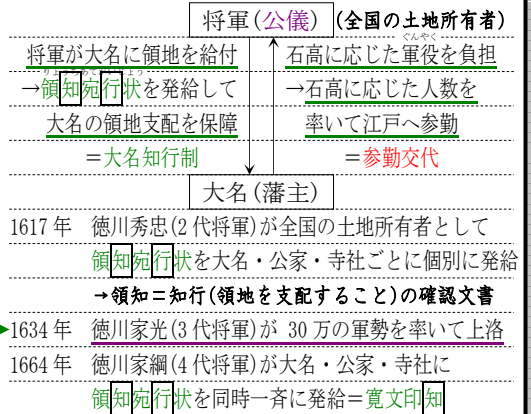 将軍(公儀) (全国の土地所有者)
将軍が大名に領地を給付
→領知宛行状を発給して
大名の領地支配を保障
=大名知行制
ぐんやく
石高に応じた軍役を負担
→石高に応じた人数を
率いて江戸へ参勤
=参勤交代
大名(藩主)
1617年 徳川秀忠(2代将軍)が全国の土地所有者として
領知宛行状を大名・公家・寺社ごとに個別に発給
→領知=知行(領地を支配すること)の確認文書
1634年 徳川家光(3代将軍)が 30万の軍勢を率いて上洛
1664年 徳川家綱(4代将軍)が大名・公家・寺社に
領知宛行状を同時一斉に発給=寛文印知